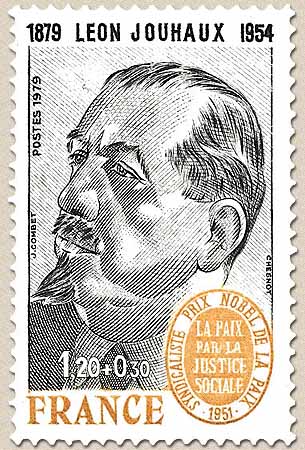 1879 LEON JOUHAUX 1954
POSTES 1979
J.COMBET
CHESNOT
SYNDICALISTE PRIX NOBEL DE LA PAIX
·1951·
LA PAIX
PAR LA
JUSTICE
SOCIALE
1,20+0,30
FRANCE